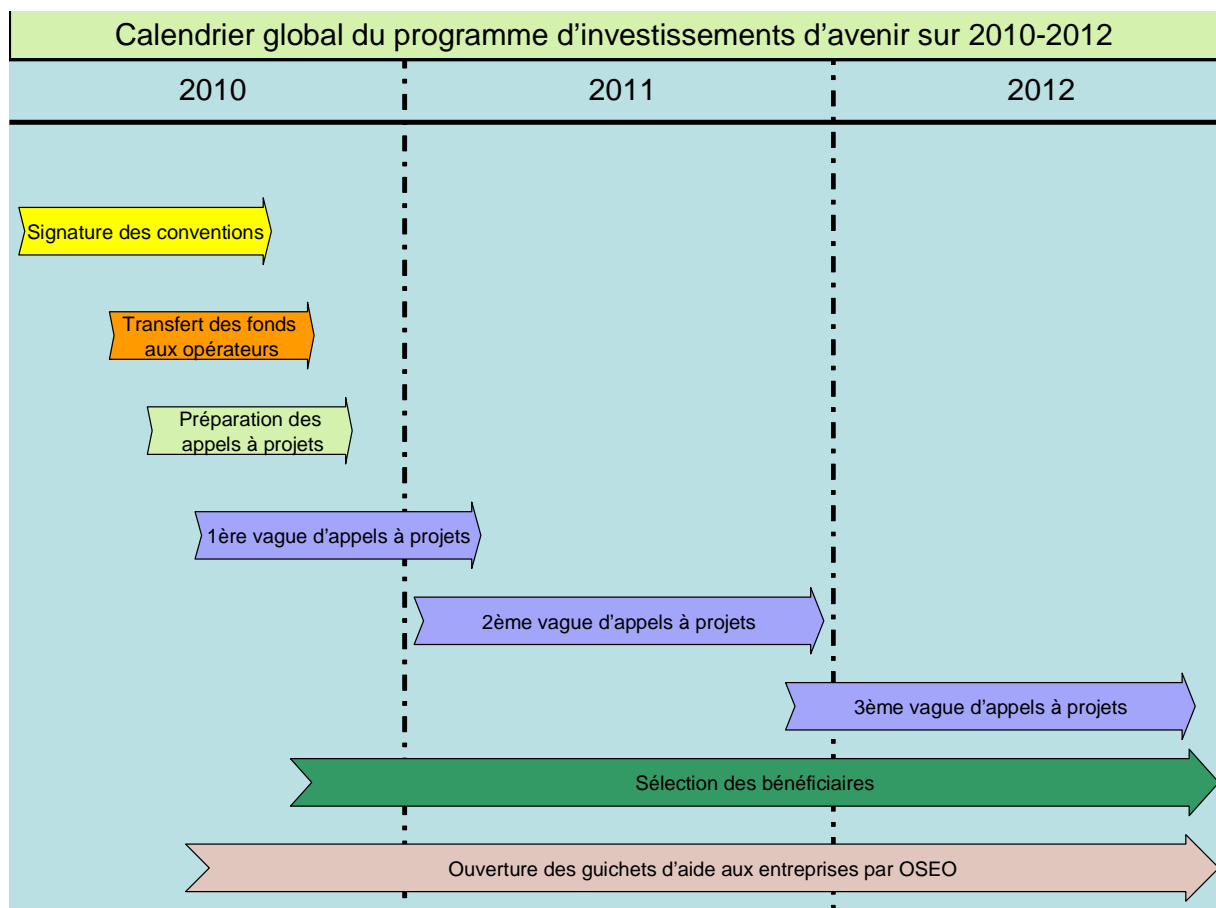 Calendrier global du programme d'investissements d'avenir sur 2010-2012
2010
2011
2012
Signature des conventions
Transfert des fonds
aux opérateurs
Préparation des
appels à projets
1ère vague d'appels à projets
2ème vague d'appels à projets
3ème vague d'appels à projets
Sélection des bénéficiaires
Ouverture des guichets d'aide aux entreprises par OSEO